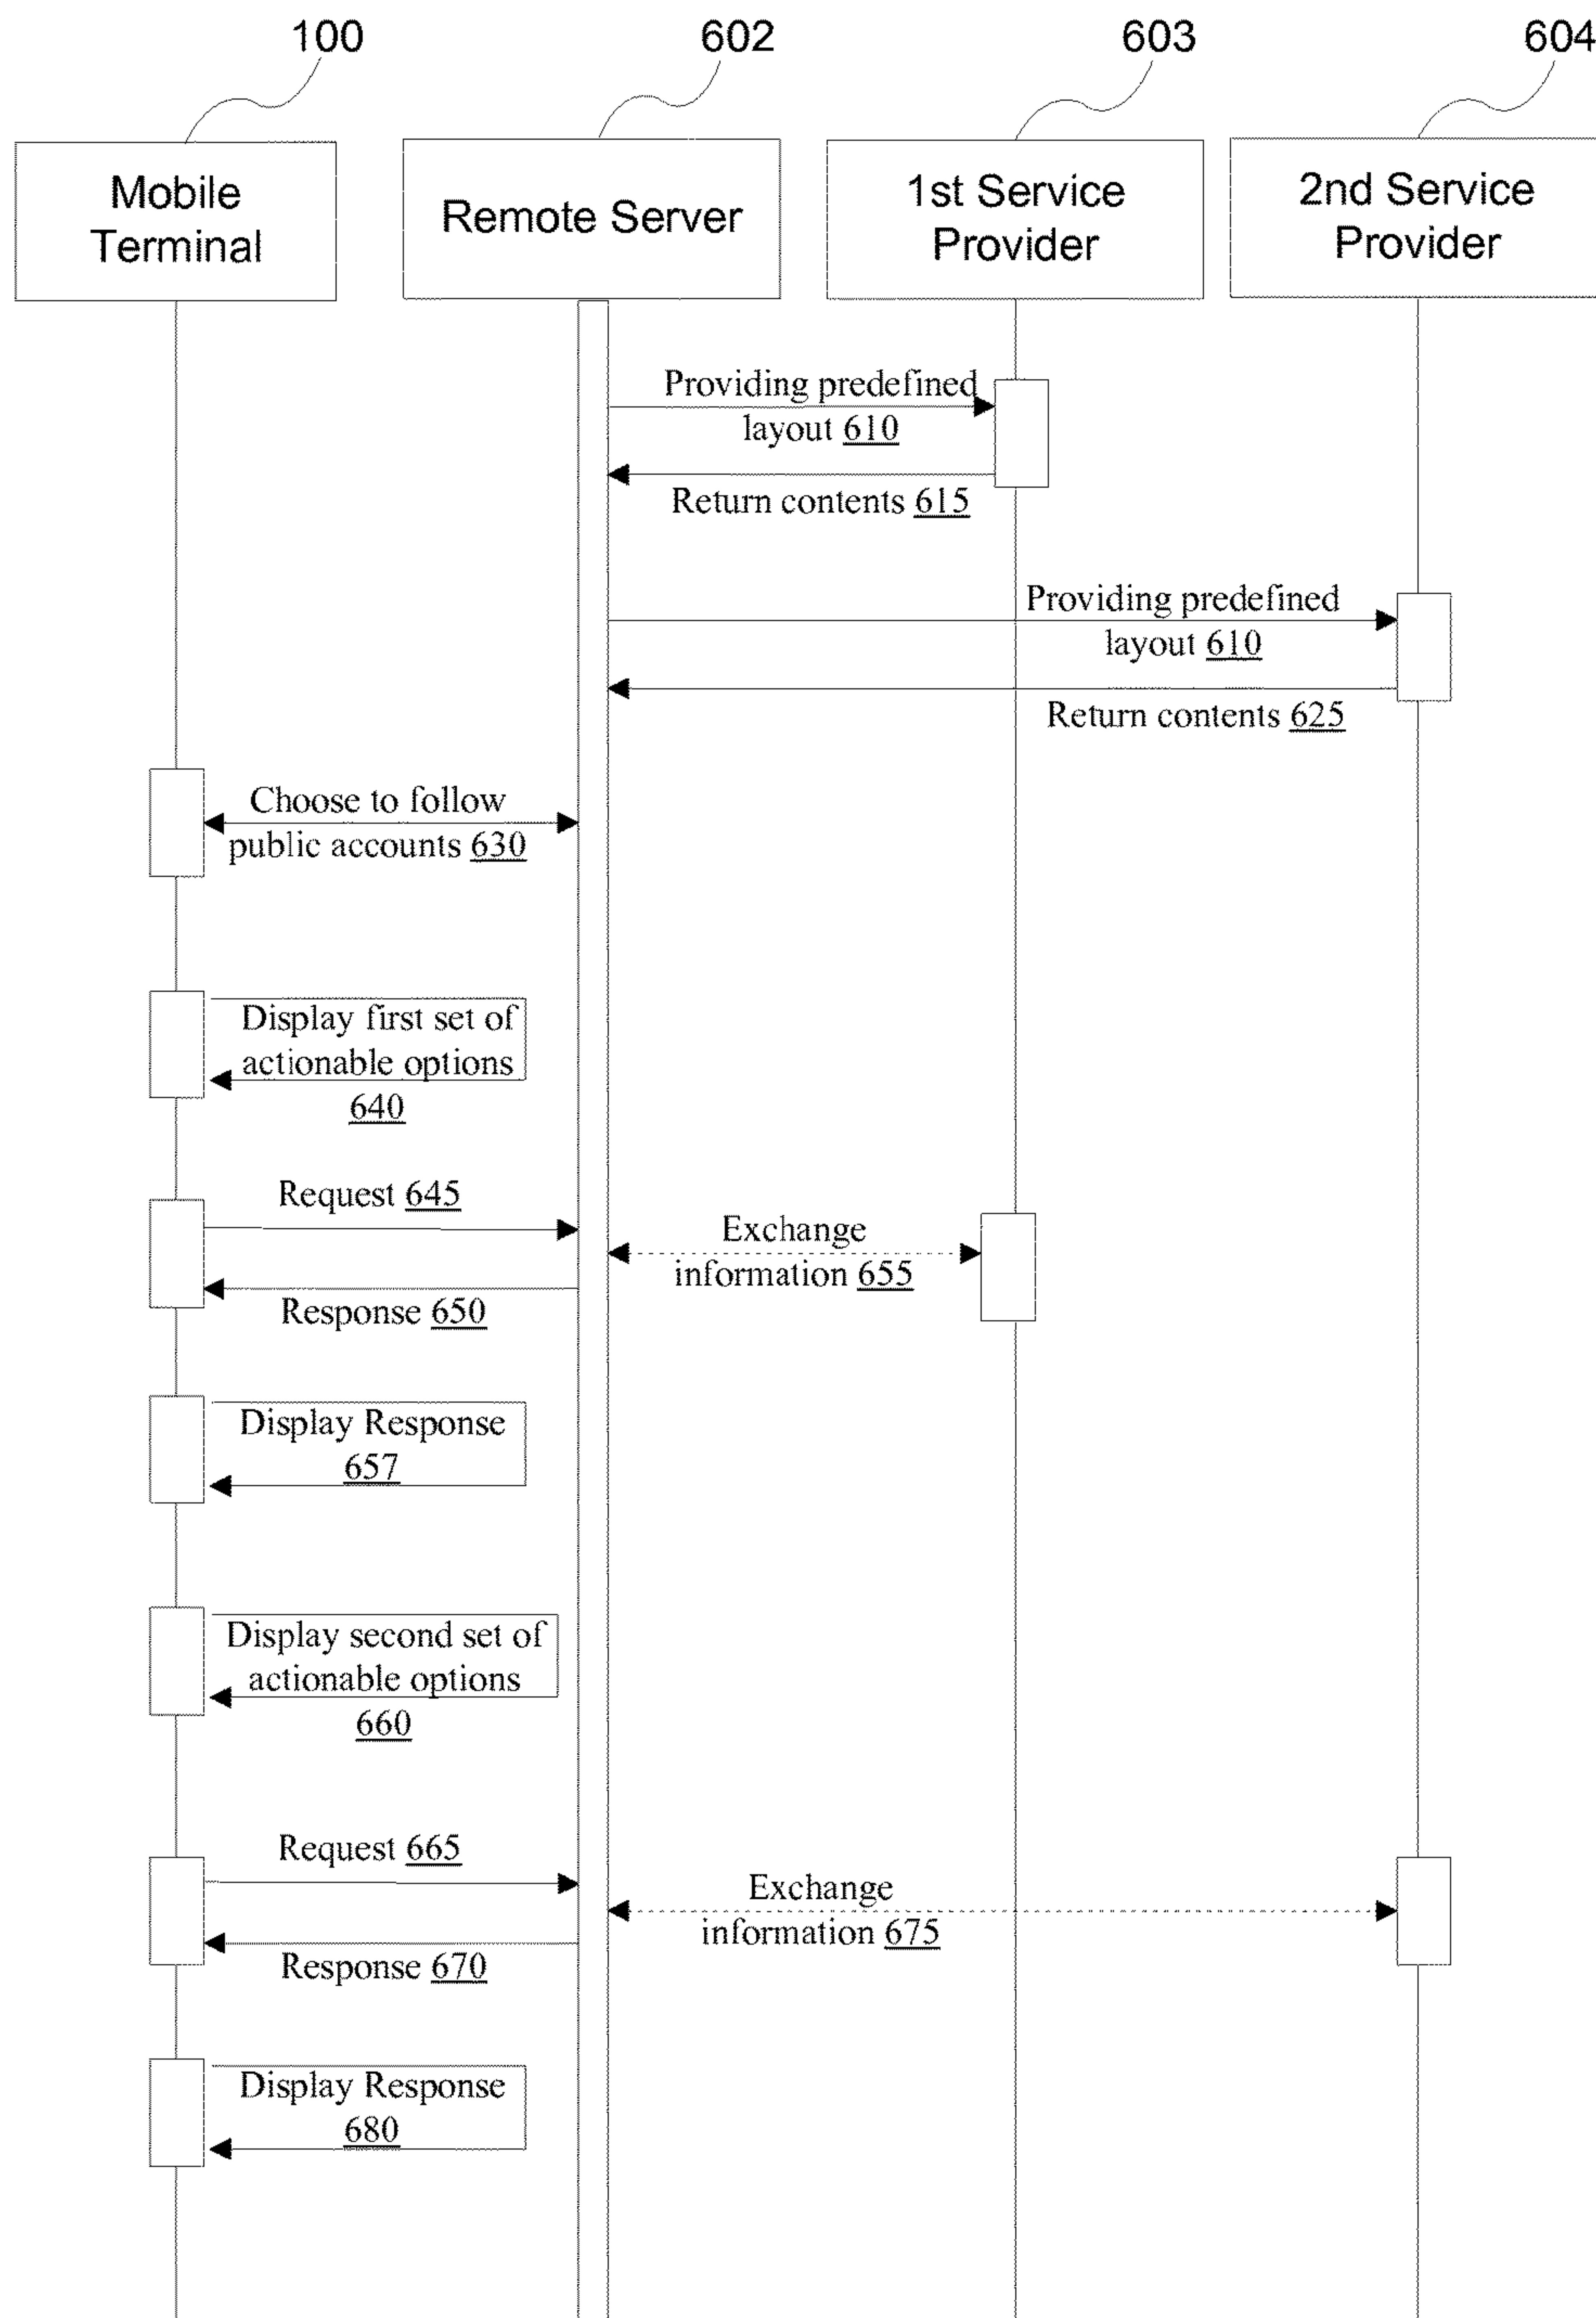 100
602
603
604
Mobile
Terminal
Remote Server
1st Service
Provider
2nd Service
Provider
Providing predefined
layout 610
Return contents 615
Providing predefined
layout 610
Return contents 625
Choose to follow
public accounts 630
Display first set of
actionable options
640
Request 645
Exchange
information 655
Response 650
Display Response
657
Display second set of
actionable options
660
Request 665
Exchange
information 675
Response 670
Display Response
680